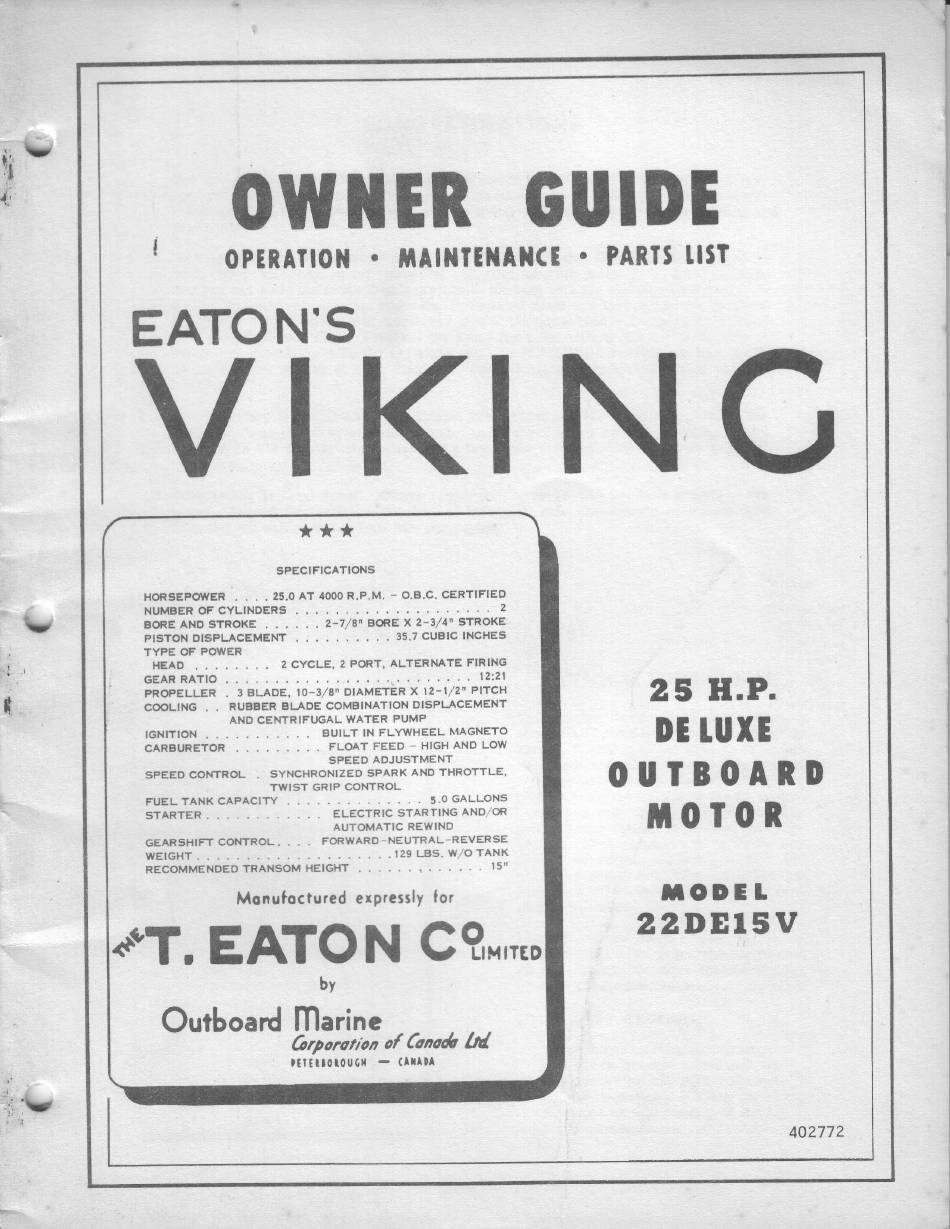 OWNER GUIDE
OPERATION • MAINTENANCE • PARTS LIST
EATON'S
VIKING
★ ★ ★
SPECIFICATIONS
HORSEPOWER . . . . 25.0 AT 4000 R.P.M. - O.B.C. CERTIFIED
NUMBER OF CYLINDERS . . . . . . . . . . . . . . . . . . . . 2
BORE AND STROKE . . . . . . 2-7/8" BORE X 2-3/4" STROKE
PISTON DISPLACEMENT . . . . . . . . . . 35.7 CUBIC INCHES
TYPE OF POWER
HEAD . . . . . . . . 2 CYCLE, 2 PORT, ALTERNATE FIRING
GEAR RATIO . . . . . . . . . . . . . . . . . . . . . . . . . 12:21
PROPELLER . 3 BLADE, 10-3/8" DIAMETER X 12-1/2" PITCH
COOLING . . RUBBER BLADE COMBINATION DISPLACEMENT
AND CENTRIFUGAL WATER PUMP
IGNITION . . . . . . . . . . . BUILT IN FLYWHEEL MAGNETO
CARBURETOR . . . . . . . . . FLOAT FEED - HIGH AND LOW
SPEED ADJUSTMENT
SPEED CONTROL . SYNCHRONIZED SPARK AND THROTTLE,
TWIST GRIP CONTROL
FUEL TANK CAPACITY . . . . . . . . . . . . . . 5.0 GALLONS
STARTER . . . . . . . . . . . . ELECTRIC STARTING AND/OR
AUTOMATIC REWIND
GEARSHIFT CONTROL . . . . FORWARD-NEUTRAL-REVERSE
WEIGHT . . . . . . . . . . . . . . . . . . . . 129 LBS. W/O TANK
RECOMMENDED TRANSOM HEIGHT . . . . . . . . . . . . . 15"
Manufactured expressly for
THE T. EATON Co LIMITED
by
Outboard Marine
Corporation of Canada Ltd.
PETERBOROUGH — CANADA
25 H.P.
DE LUXE
OUTBOARD
MOTOR
MODEL
22DE15V
402772